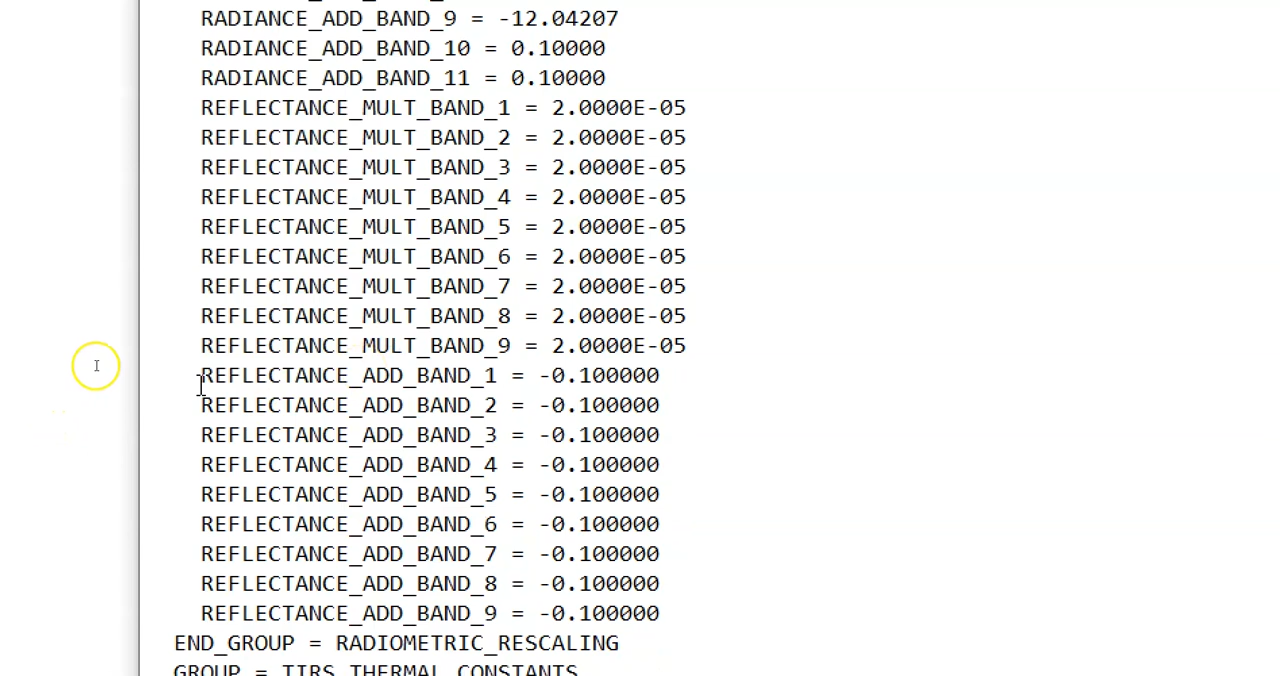 RADIANCE_ADD_BAND_9 = -12.04207
RADIANCE_ADD_BAND_10 = 0.10000
RADIANCE_ADD_BAND_11 = 0.10000
REFLECTANCE_MULT_BAND_1 = 2.0000E-05
REFLECTANCE_MULT_BAND_2 = 2.0000E-05
REFLECTANCE_MULT_BAND_3 = 2.0000E-05
REFLECTANCE_MULT_BAND_4 = 2.0000E-05
REFLECTANCE_MULT_BAND_5 = 2.0000E-05
REFLECTANCE_MULT_BAND_6 = 2.0000E-05
REFLECTANCE_MULT_BAND_7 = 2.0000E-05
REFLECTANCE_MULT_BAND_8 = 2.0000E-05
REFLECTANCE_MULT_BAND_9 = 2.0000E-05
REFLECTANCE_ADD_BAND_1 = -0.100000
REFLECTANCE_ADD_BAND_2 = -0.100000
REFLECTANCE_ADD_BAND_3 = -0.100000
REFLECTANCE_ADD_BAND_4 = -0.100000
REFLECTANCE_ADD_BAND_5 = -0.100000
REFLECTANCE_ADD_BAND_6 = -0.100000
REFLECTANCE_ADD_BAND_7 = -0.100000
REFLECTANCE_ADD_BAND_8 = -0.100000
REFLECTANCE_ADD_BAND_9 = -0.100000
END_GROUP = RADIOMETRIC_RESCALING
GROUP = TIRS_THERMAL_CONSTANTS